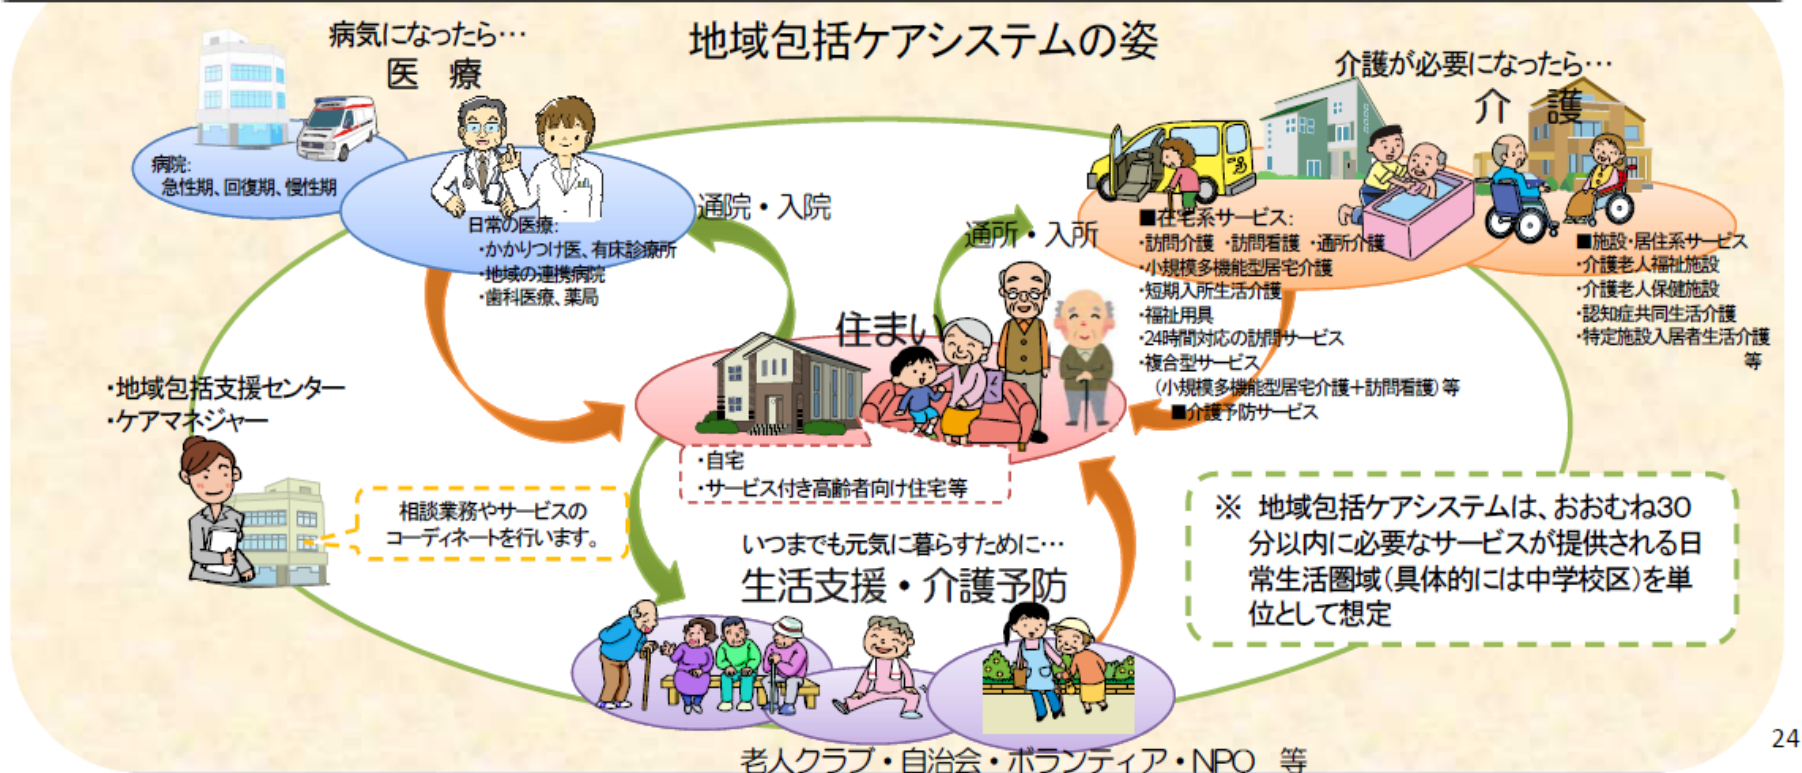 地域包括ケアシステムの姿
病気になったら…
医 療
病院:
急性期、回復期、慢性期
日常の医療:
・かかりつけ医、有床診療所
・地域の連携病院
・歯科医療、薬局
通院・入院
通所・入所
介護が必要になったら…
介 護
■在宅系サービス:
・訪問介護 ・訪問看護 ・通所介護
・小規模多機能型居宅介護
・短期入所生活介護
・福祉用具
・24時間対応の訪問サービス
・複合型サービス
（小規模多機能型居宅介護＋訪問看護）等
■介護予防サービス
■施設・居住系サービス
・介護老人福祉施設
・介護老人保健施設
・認知症共同生活介護
・特定施設入居者生活介護
等
住まい
・自宅
・サービス付き高齢者向け住宅等
・地域包括支援センター
・ケアマネジャー
相談業務やサービスの
コーディネートを行います。
いつまでも元気に暮らすために…
生活支援・介護予防
老人クラブ・自治会・ボランティア・NPO 等
※ 地域包括ケアシステムは、おおむね30
分以内に必要なサービスが提供される日
常生活圏域（具体的には中学校区）を単
位として想定
24